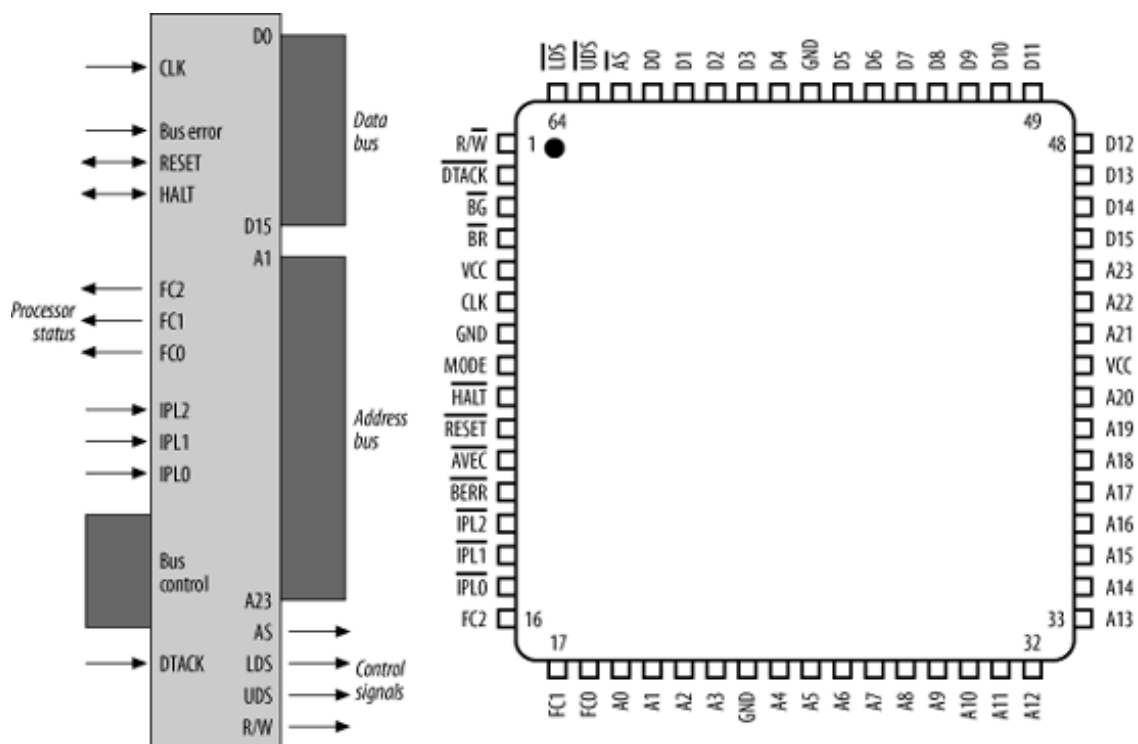 D0
CLK
Bus error
RESET
HALT
Data
bus
D15
A1
FC2
FC1
FC0
Processor
status
IPL2
IPL1
IPL0
Address
bus
Bus
control
A23
AS
DTACK
LDS
UDS
R/W
Control
signals
LDS UDS AS D0 D1 D2 D3 D4 GND D5 D6 D7 D8 D9 D10 D11
64 49
R/W 1 48 D12
DTACK D13
BG D14
BR D15
VCC A23
CLK A22
GND A21
MODE VCC
HALT A20
RESET A19
AVEC A18
BERR A17
IPL2 A16
IPL1 A15
IPL0 A14
FC2 16 33 A13
17 32
FC1 FC0 A0 A1 A2 A3 GND A4 A5 A6 A7 A8 A9 A10 A11 A12